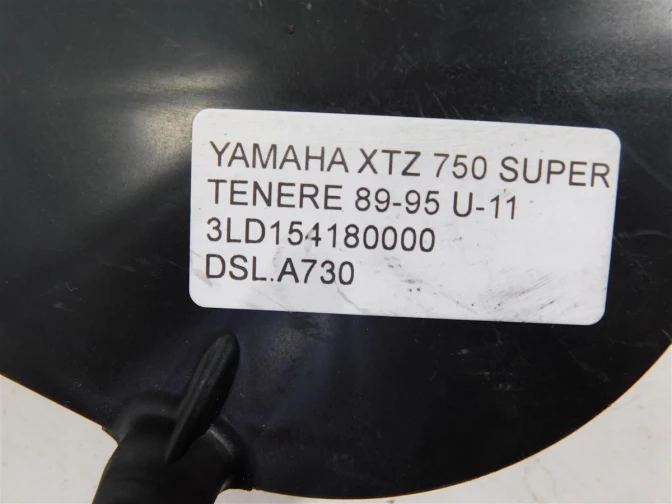 YAMAHA XTZ 750 SUPER
TENERE 89-95 U-11
3LD154180000
DSL.A730